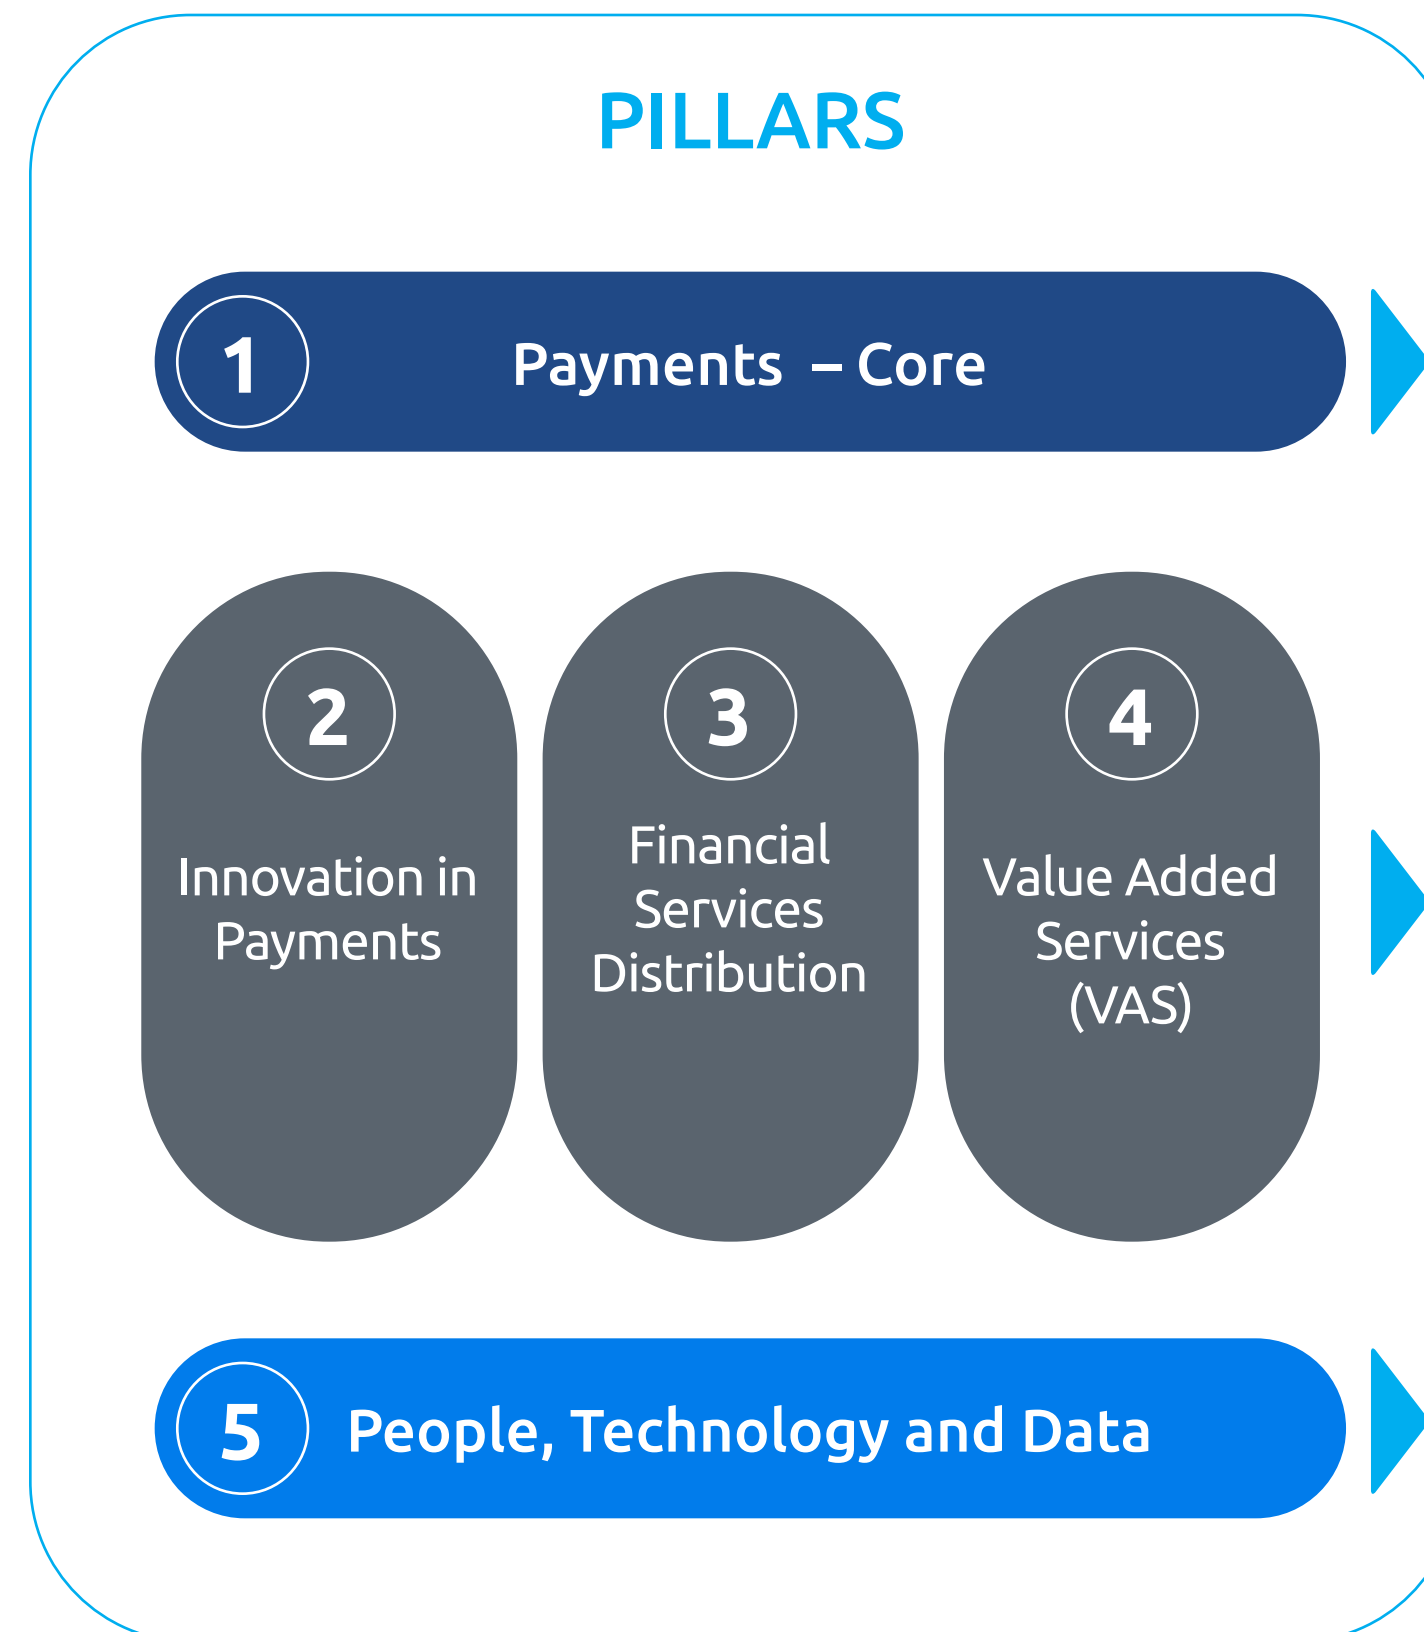 PILLARS
1
Payments – Core
2
Innovation in
Payments
3
Financial
Services
Distribution
4
Value Added
Services
(VAS)
5
People, Technology and Data